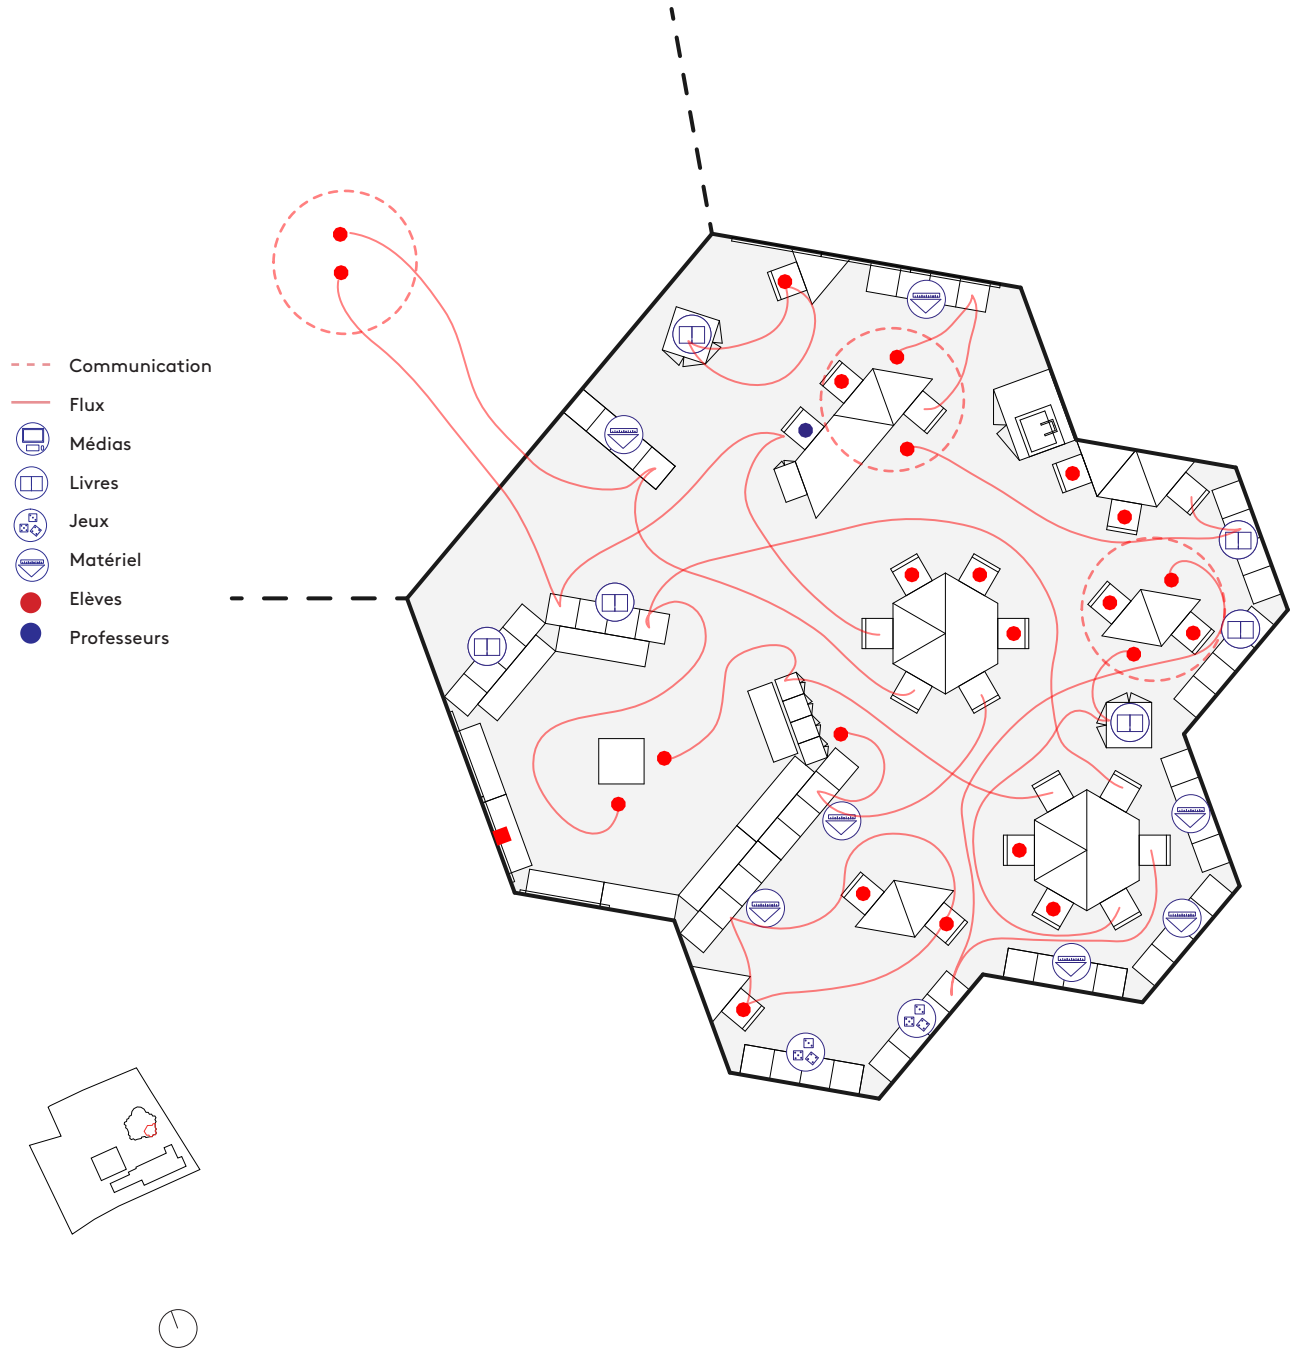 Communication
Flux
Médias
Livres
Jeux
Matériel
Elèves
Professeurs